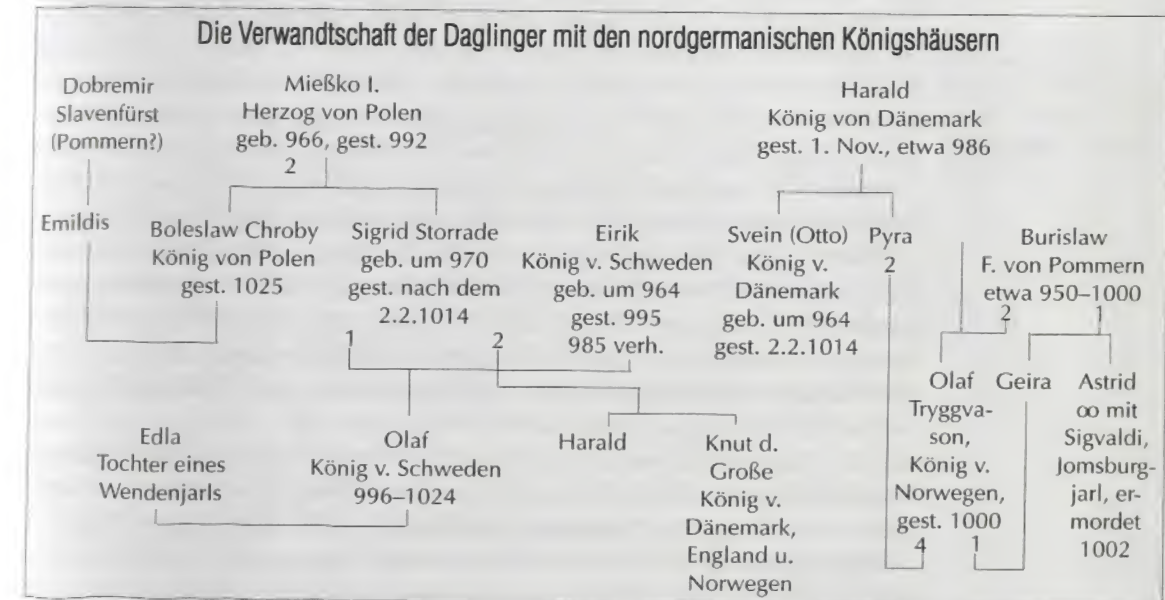 Die Verwandtschaft der Daglinger mit den nordgermanischen Königshäusern
Dobremir
Slavenfürst
(Pommern?)
Mießko I.
Herzog von Polen
geb. 966, gest. 992
2
Harald
König von Dänemark
gest. 1. Nov., etwa 986
Emildis
Boleslaw Chroby
König von Polen
gest. 1025
Sigrid Storrade
geb. um 970
gest. nach dem
2.2.1014
1
2
Eirik
König v. Schweden
geb. um 964
gest. 995
985 verh.
Svein (Otto)
König v.
Dänemark
geb. um 964
gest. 2.2.1014
Pyra
2
Burislaw
F. von Pommern
etwa 950–1000
2
1
Olaf
Tryggva-
son,
König v.
Norwegen,
gest. 1000
4
1
Geira
Astrid
∞ mit
Sigvaldi,
Jomsburg-
jarl, er-
mordet
1002
Edla
Tochter eines
Wendenjarls
Olaf
König v. Schweden
996–1024
Harald
Knut d.
Große
König v.
Dänemark,
England u.
Norwegen